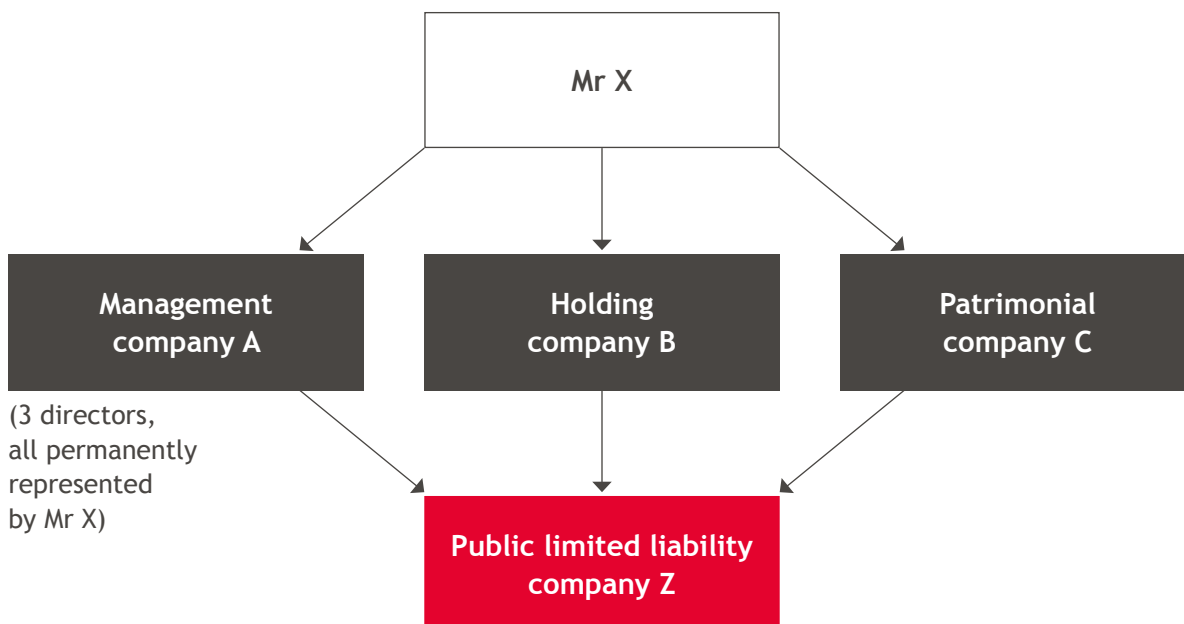 Mr X
Management
company A
Holding
company B
Patrimonial
company C
(3 directors,
all permanently
represented
by Mr X)
Public limited liability
company Z